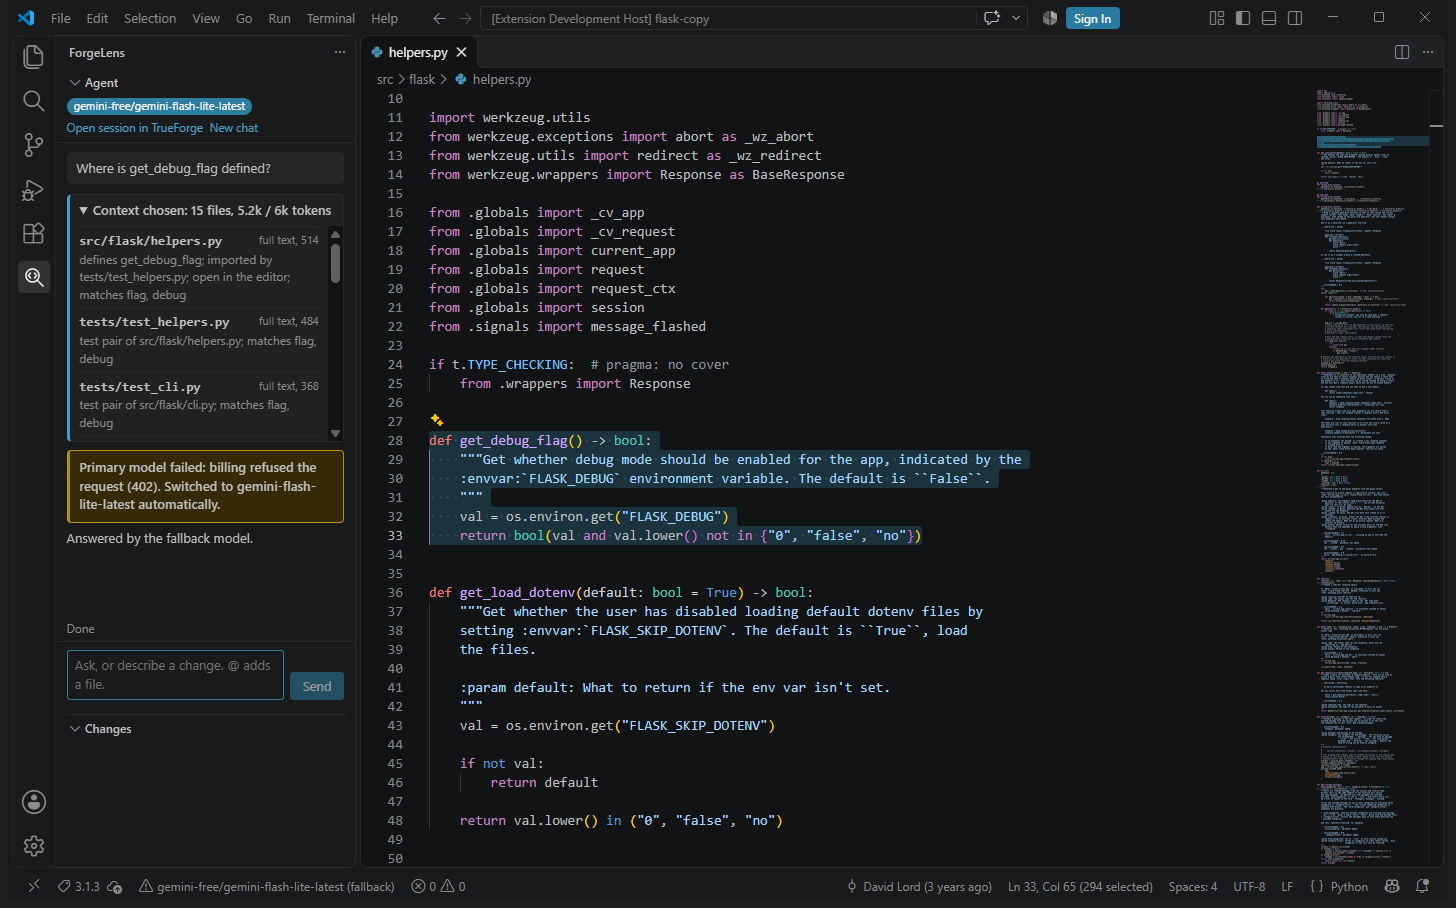 File Edit Selection View Go Run Terminal Help
[Extension Development Host] flask-copy
Sign In
ForgeLens
Agent
gemini-free/gemini-flash-lite-latest
Open session in TrueForge New chat
Where is get_debug_flag defined?
▼ Context chosen: 15 files, 5.2k / 6k tokens
src/flask/helpers.py full text, 514
defines get_debug_flag; imported by
tests/test_helpers.py; open in the editor;
matches flag, debug
tests/test_helpers.py full text, 484
test pair of src/flask/helpers.py; matches flag,
debug
tests/test_cli.py full text, 368
test pair of src/flask/cli.py; matches flag,
debug
Primary model failed: billing refused the
request (402). Switched to gemini-flash-
lite-latest automatically.
Answered by the fallback model.
Done
Ask, or describe a change. @ adds
a file.
Send
Changes
helpers.py
src > flask > helpers.py
10
11 import werkzeug.utils
12 from werkzeug.exceptions import abort as _wz_abort
13 from werkzeug.utils import redirect as _wz_redirect
14 from werkzeug.wrappers import Response as BaseResponse
15
16 from .globals import _cv_app
17 from .globals import _cv_request
18 from .globals import current_app
19 from .globals import request
20 from .globals import request_ctx
21 from .globals import session
22 from .signals import message_flashed
23
24 if t.TYPE_CHECKING:  # pragma: no cover
25     from .wrappers import Response
26
27
28 def get_debug_flag() -> bool:
29     """Get whether debug mode should be enabled for the app, indicated by the
30     :envvar:`FLASK_DEBUG` environment variable. The default is ``False``.
31     """
32     val = os.environ.get("FLASK_DEBUG")
33     return bool(val and val.lower() not in {"0", "false", "no"})
34
35
36 def get_load_dotenv(default: bool = True) -> bool:
37     """Get whether the user has disabled loading default dotenv files by
38     setting :envvar:`FLASK_SKIP_DOTENV`. The default is ``True``, load
39     the files.
40
41     :param default: What to return if the env var isn't set.
42     """
43     val = os.environ.get("FLASK_SKIP_DOTENV")
44
45     if not val:
46         return default
47
48     return val.lower() in ("0", "false", "no")
49
50
3.1.3 gemini-free/gemini-flash-lite-latest (fallback) 0 0 David Lord (3 years ago) Ln 33, Col 65 (294 selected) Spaces: 4 UTF-8 LF { } Python